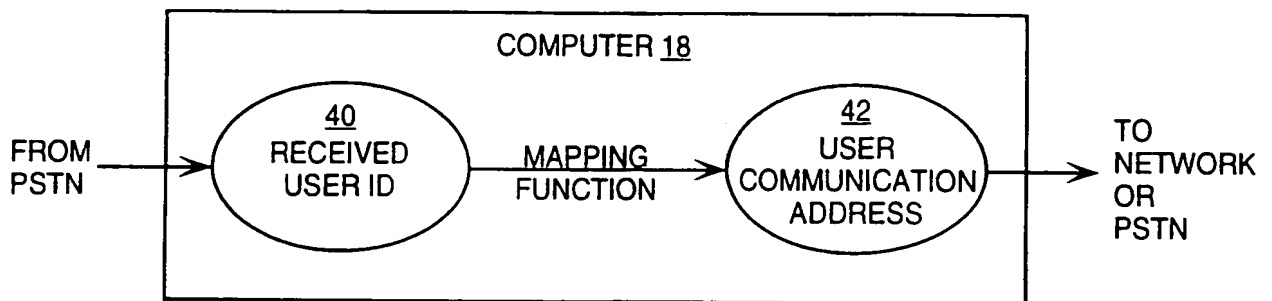 COMPUTER 18
FROM
PSTN
40
RECEIVED
USER ID
MAPPING
FUNCTION
42
USER
COMMUNICATION
ADDRESS
TO
NETWORK
OR
PSTN